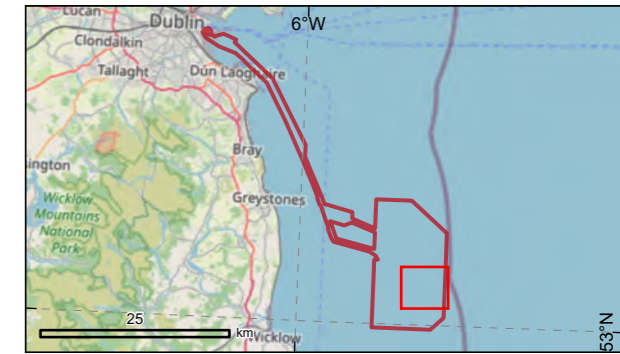 Lucan
Dublin
6°W
Clondalkin
Tallaght
Dún Laoghaire
ington
Bray
Wicklow
Mountains
National
Park
Greystones
25
km
Wicklow
53°N